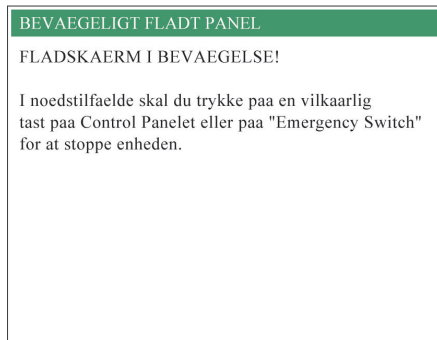 BEVAEGELIGT FLADT PANEL
FLADSKAERM I BEVAEGELSE!
I noedstilfaelde skal du trykke paa en vilkaarlig
tast paa Control Panelet eller paa "Emergency Switch"
for at stoppe enheden.